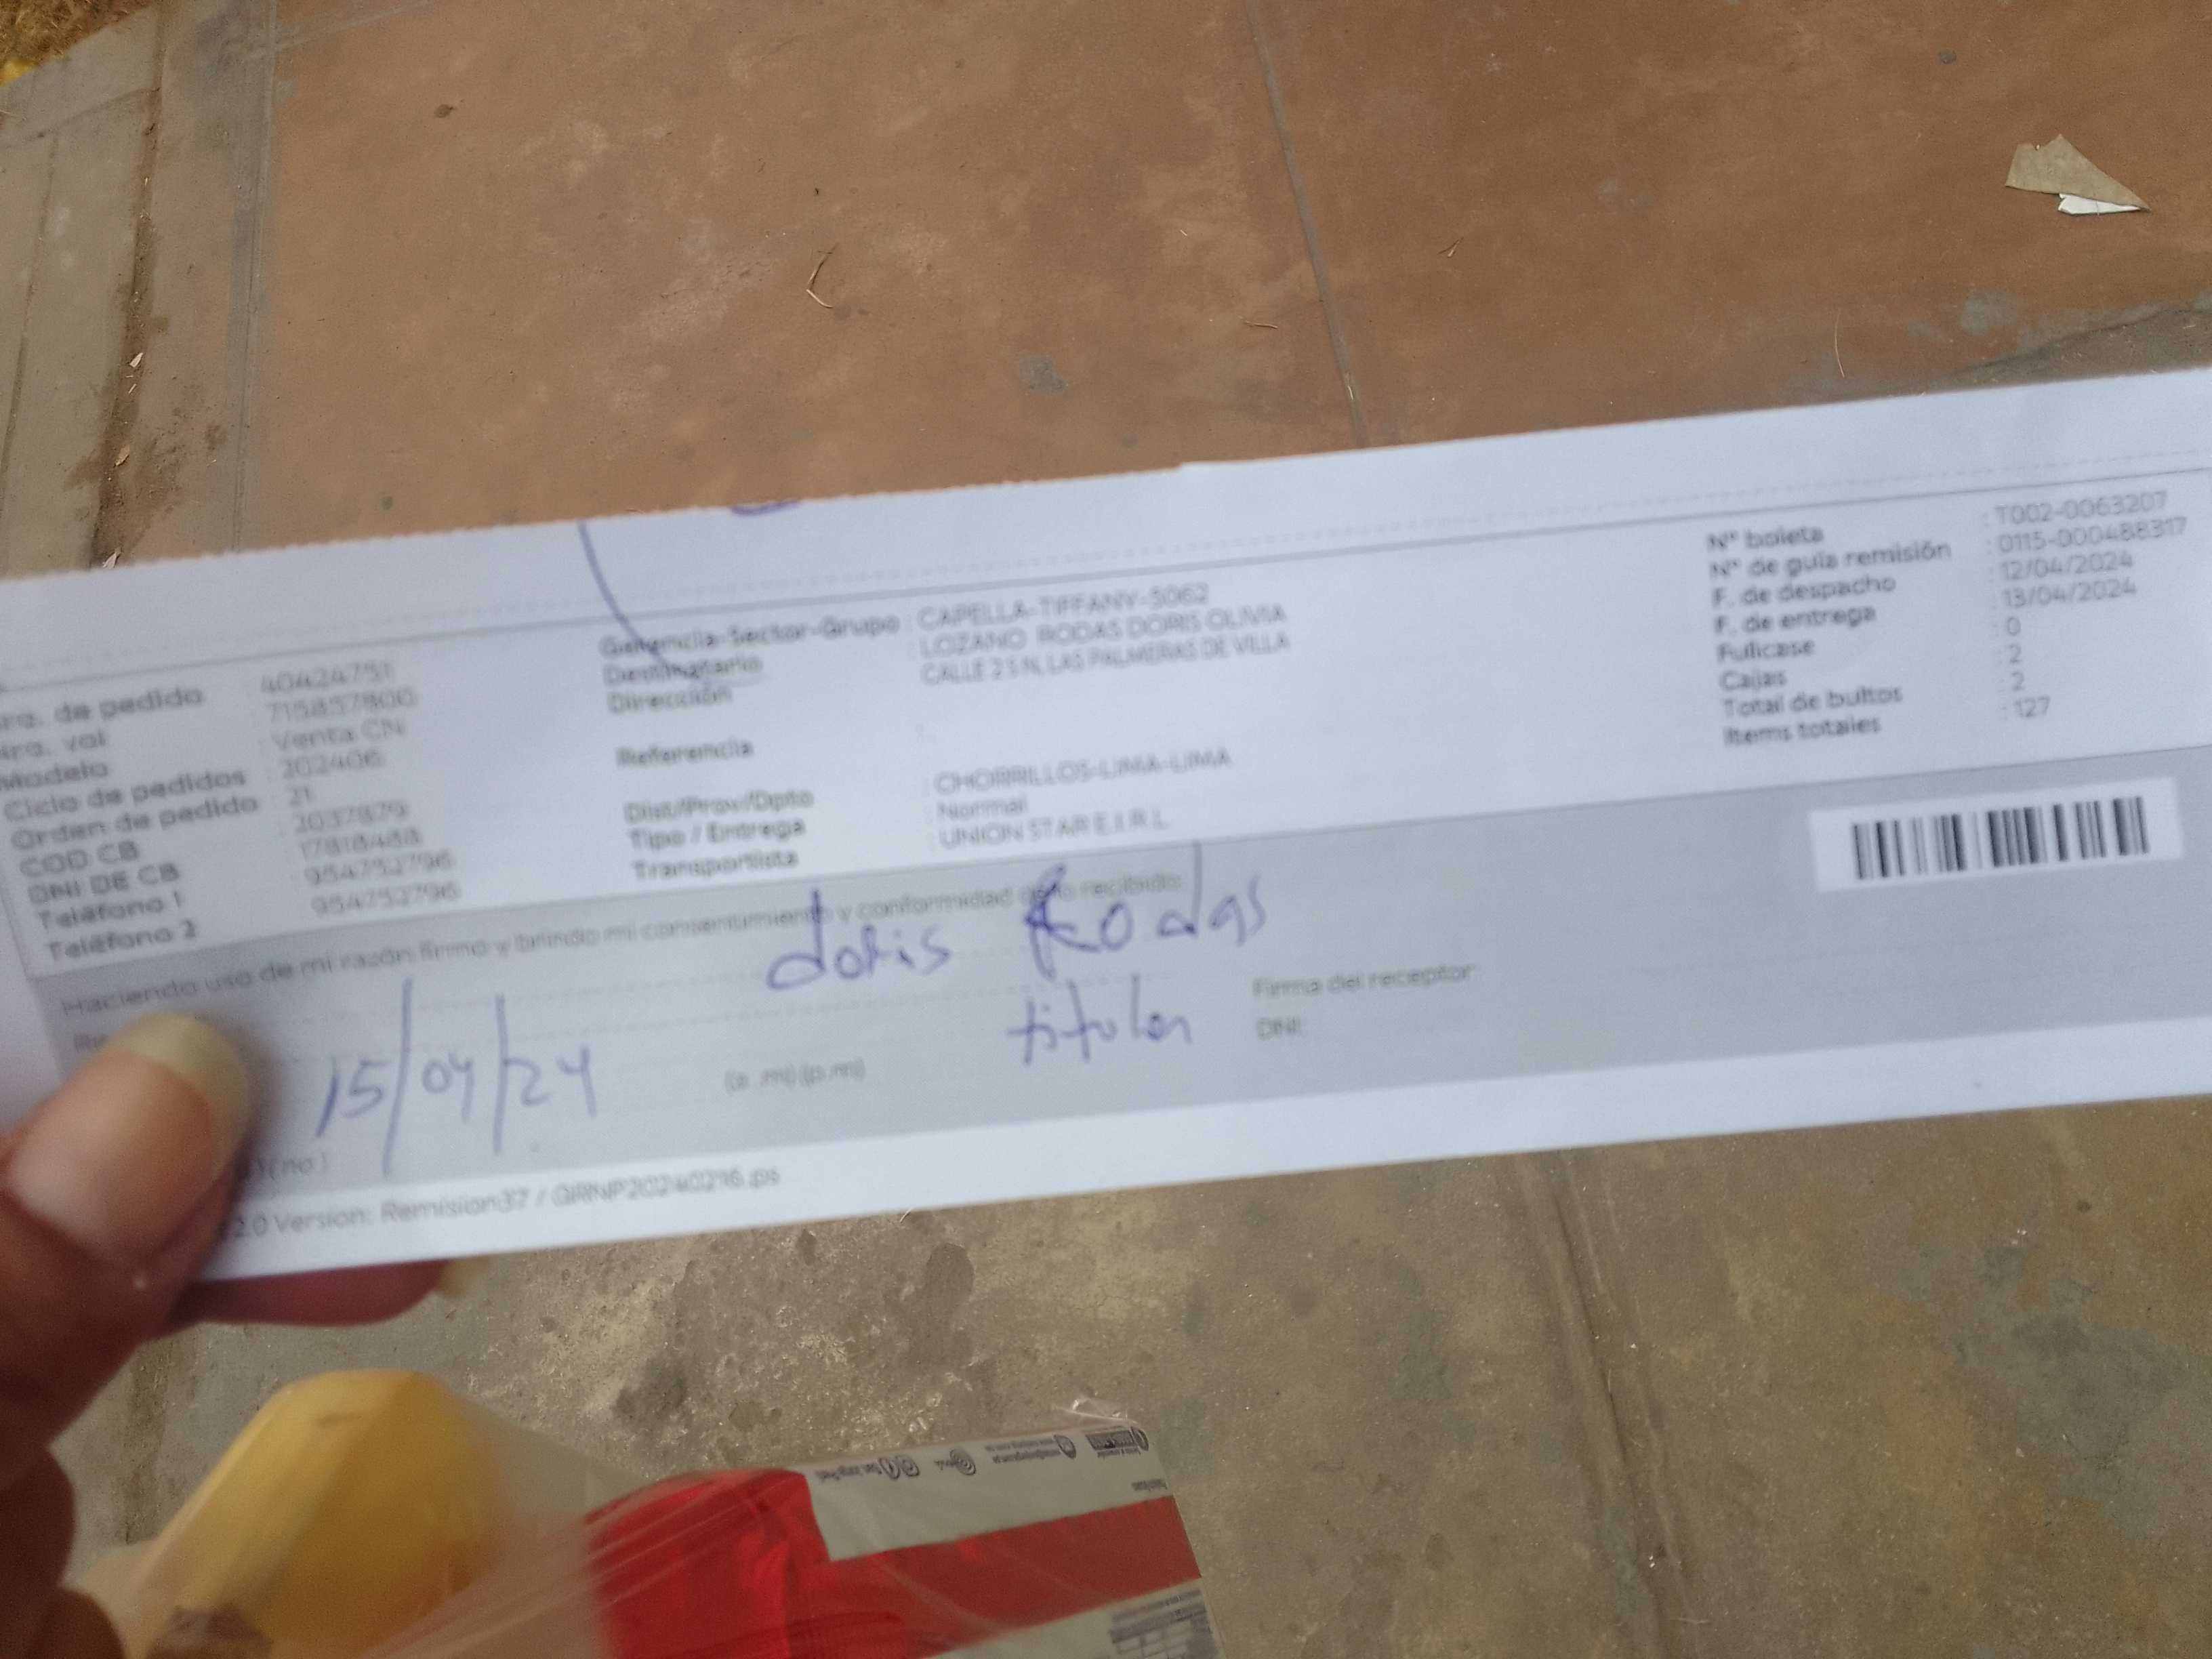 Nro. de pedido : 40424751
Nro. vol : 715857800
Modelo : Venta CN
Ciclo de pedidos : 202406
Orden de pedido : 21
COD CB : 2037879
DNI DE CB : 17818488
Teléfono 1 : 954752796
Teléfono 2 : 954752796
Gerencia-Sector-Grupo : CAPELLA-TIFFANY-5062
Destinatario : LOZANO RODAS DORIS OLIVIA
Dirección : CALLE 2 S N, LAS PALMERAS DE VILLA
Referencia :
Dist/Prov/Dpto : CHORRILLOS-LIMA-LIMA
Tipo / Entrega : Normal
Transportista : UNION STAR E.I.R.L
N° boleta : T002-0063207
N° de guía remisión : 0115-000488317
F. de despacho : 12/04/2024
F. de entrega : 13/04/2024
Fullcase : 0
Cajas : 2
Total de bultos : 2
Items totales : 127
Haciendo uso de mi razón firmo y brindo mi consentimiento y conformidad de lo recibido
doris Rodas
titular
15/04/24
(a .m) (p.m)
Firma del receptor:
DNI:
(no)
2.0 Version: Remision37 / QRNP20240216.ps